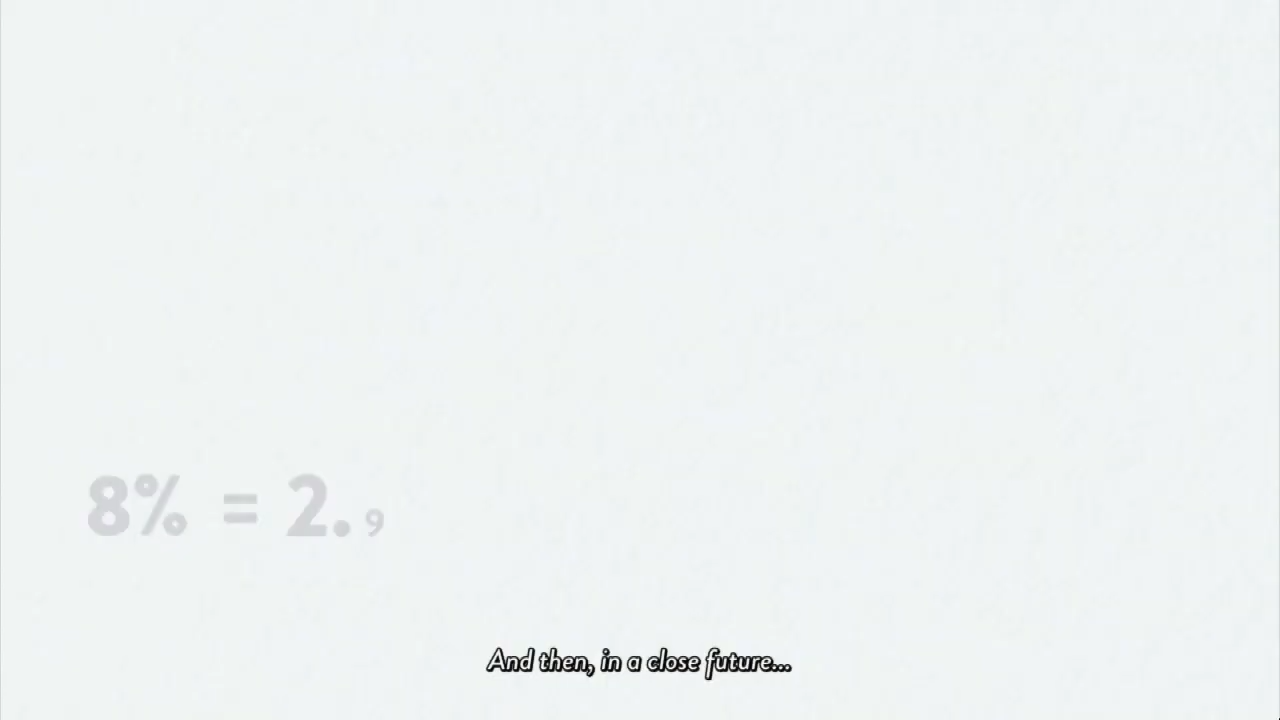 8% = 2.9
And then, in a close future...